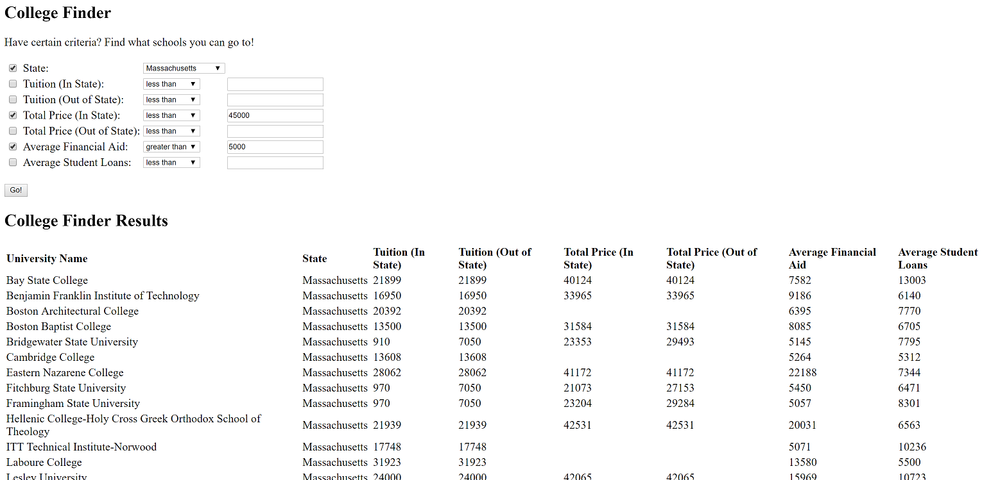 College Finder
Have certain criteria? Find what schools you can go to!
State: Massachusetts
Tuition (In State): less than
Tuition (Out of State): less than
Total Price (In State): less than 45000
Total Price (Out of State): less than
Average Financial Aid: greater than 5000
Average Student Loans: less than
Go!
College Finder Results
University Name State Tuition (In State) Tuition (Out of State) Total Price (In State) Total Price (Out of State) Average Financial Aid Average Student Loans
Bay State College Massachusetts 21899 21899 40124 40124 7582 13003
Benjamin Franklin Institute of Technology Massachusetts 16950 16950 33965 33965 9186 6140
Boston Architectural College Massachusetts 20392 20392 6395 7770
Boston Baptist College Massachusetts 13500 13500 31584 31584 8085 6705
Bridgewater State University Massachusetts 910 7050 23353 29493 5145 7795
Cambridge College Massachusetts 13608 13608 5264 5312
Eastern Nazarene College Massachusetts 28062 28062 41172 41172 22188 7344
Fitchburg State University Massachusetts 970 7050 21073 27153 5450 6471
Framingham State University Massachusetts 970 7050 23204 29284 5057 8301
Hellenic College-Holy Cross Greek Orthodox School of Theology Massachusetts 21939 21939 42531 42531 20031 6563
ITT Technical Institute-Norwood Massachusetts 17748 17748 5071 10236
Laboure College Massachusetts 31923 31923 13580 5500
Lesley University Massachusetts 24000 24000 42065 42065 15969 10723